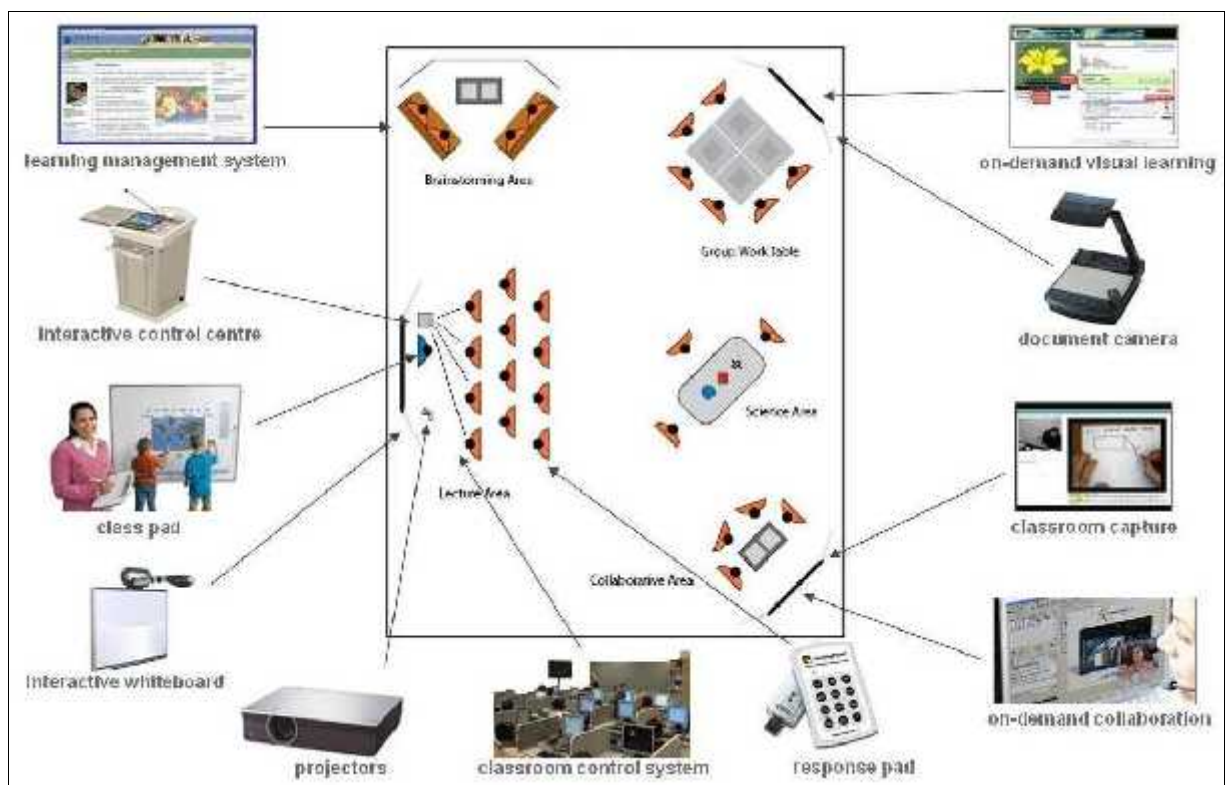 learning management system
Brainstorming Area
on-demand visual learning
Group Work Table
interactive control centre
document camera
Science Area
class pad
Lecture Area
classroom capture
Collaborative Area
interactive whiteboard
on-demand collaboration
projectors
classroom control system
response pad